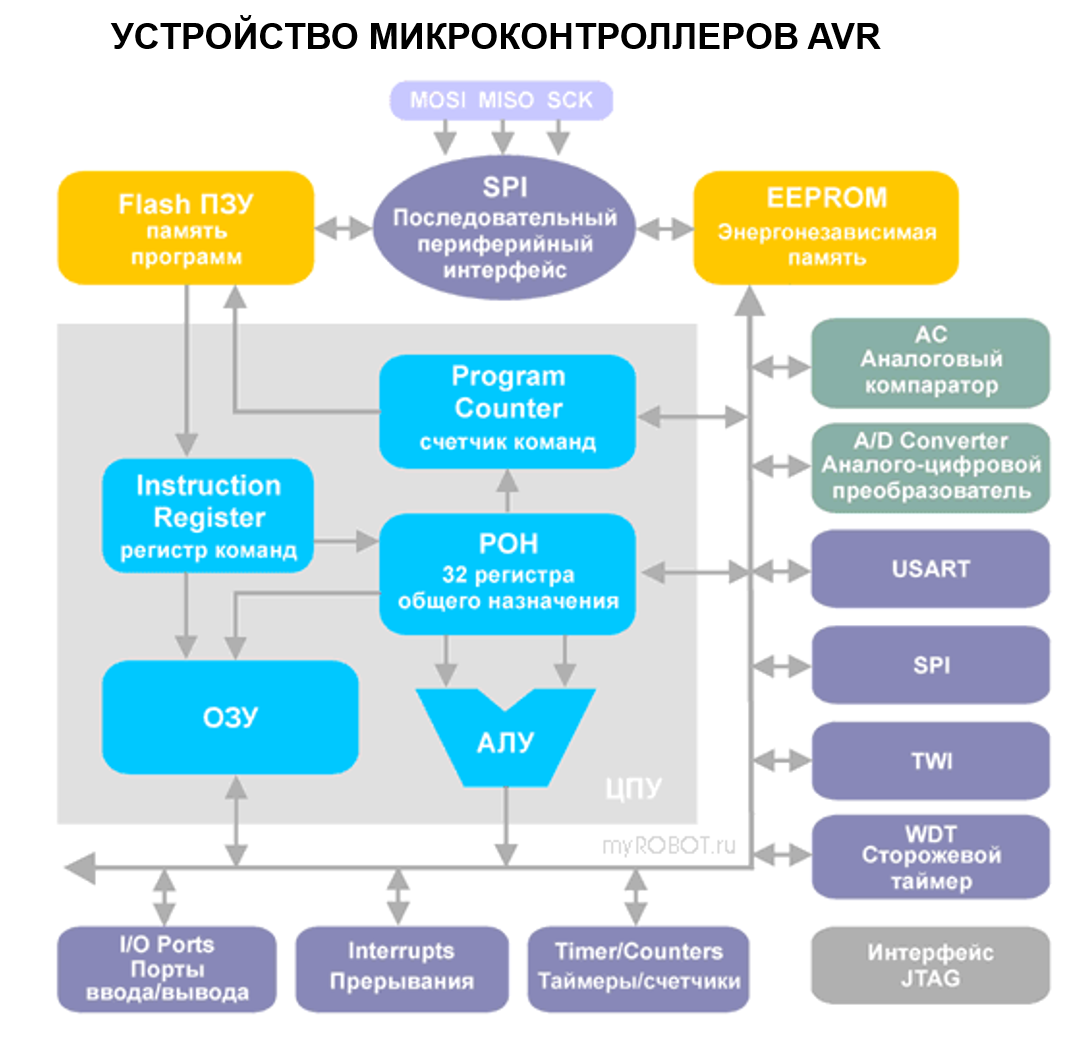 УСТРОЙСТВО МИКРОКОНТРОЛЛЕРОВ AVR
MOSI MISO SCK
Flash ПЗУ
память
программ
SPI
Последовательный
периферийный
интерфейс
EEPROM
Энергонезависимая
память
AC
Аналоговый
компаратор
Program
Counter
счетчик команд
A/D Converter
Аналого-цифровой
преобразователь
Instruction
Register
регистр команд
РОН
32 регистра
общего назначения
USART
SPI
ОЗУ
АЛУ
TWI
ЦПУ
myROBOT.ru
WDT
Сторожевой
таймер
I/O Ports
Порты
ввода/вывода
Interrupts
Прерывания
Timer/Counters
Таймеры/счетчики
Интерфейс
JTAG